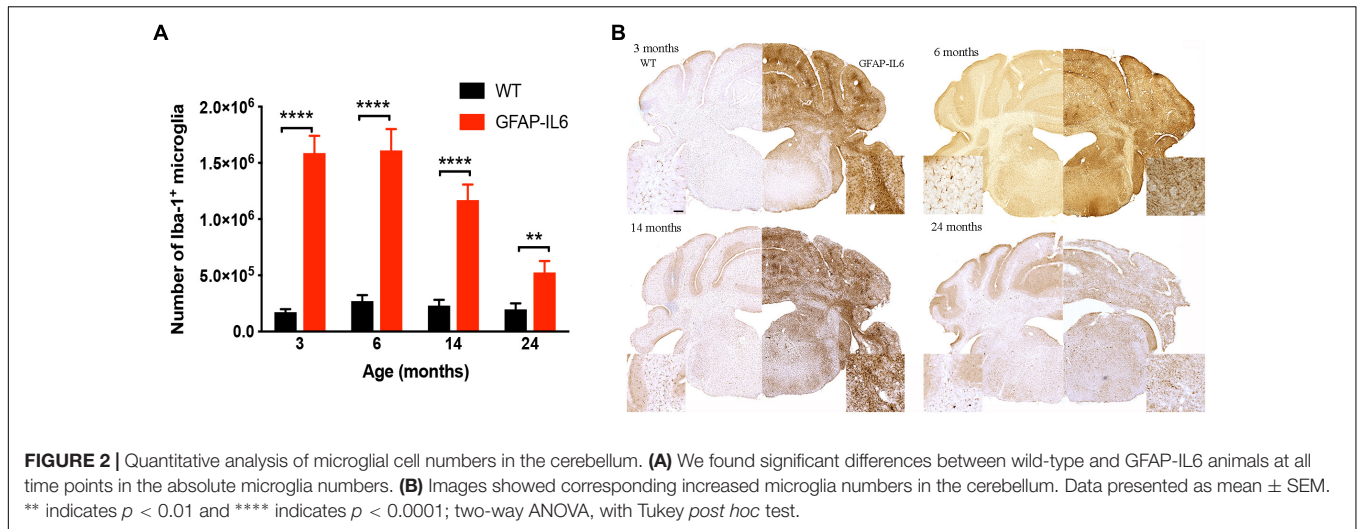 A
WT
GFAP-IL6
Number of Iba-1⁺ microglia
2.0×10⁶
1.5×10⁶
1.0×10⁶
5.0×10⁵
0.0
****
****
****
**
3
6
14
24
Age (months)
B
3 months
WT
GFAP-IL6
6 months
14 months
24 months
FIGURE 2 | Quantitative analysis of microglial cell numbers in the cerebellum. (A) We found significant differences between wild-type and GFAP-IL6 animals at all
time points in the absolute microglia numbers. (B) Images showed corresponding increased microglia numbers in the cerebellum. Data presented as mean ± SEM.
** indicates p < 0.01 and **** indicates p < 0.0001; two-way ANOVA, with Tukey post hoc test.